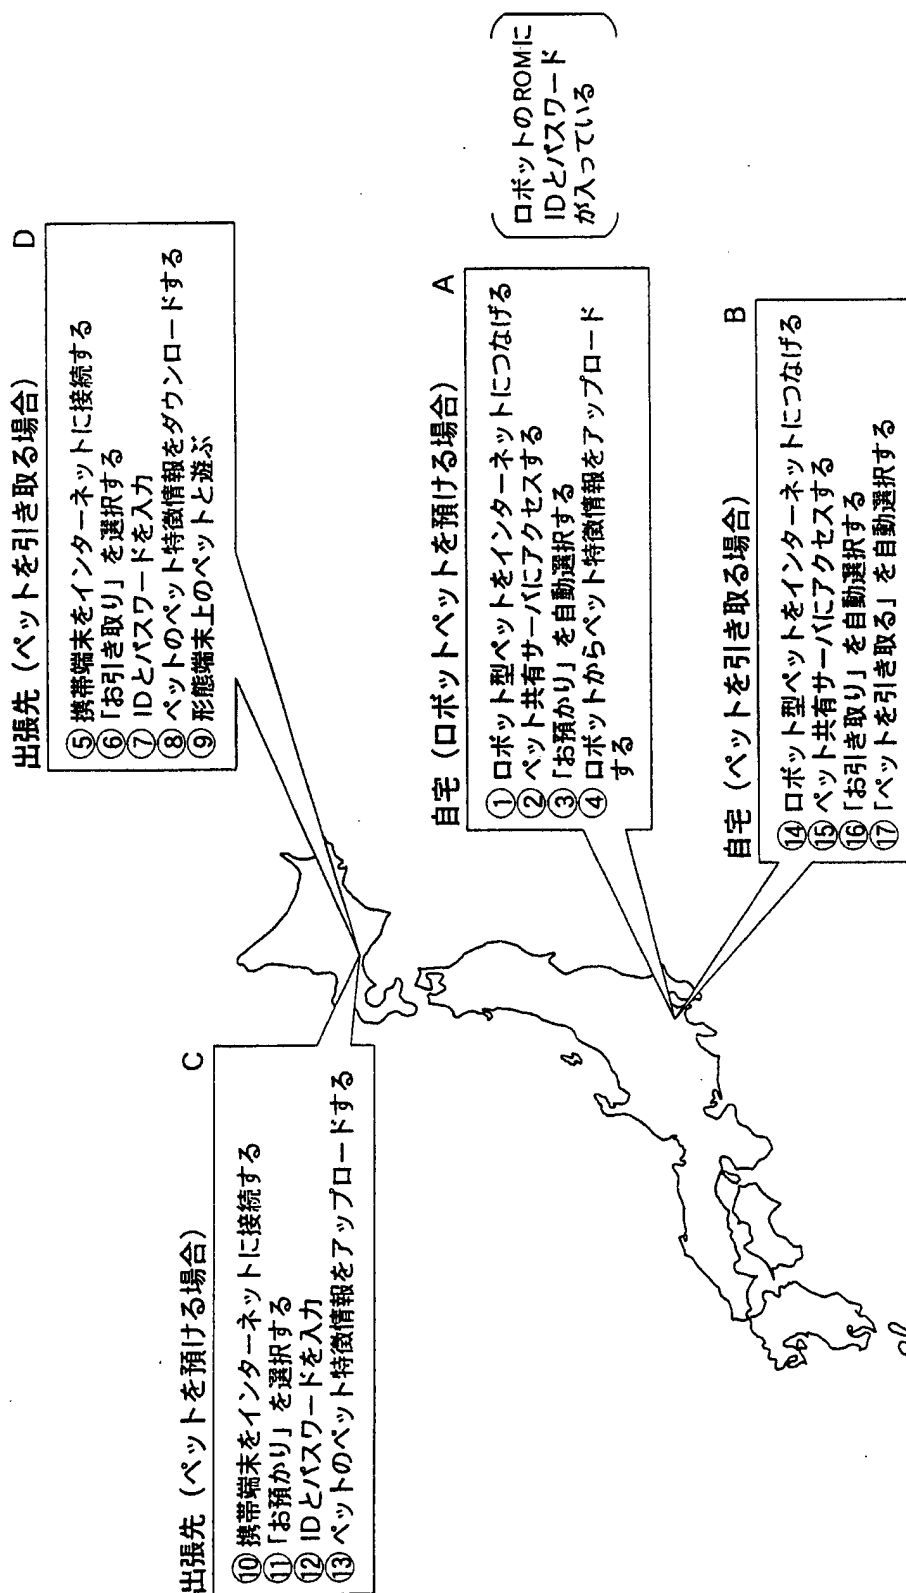 出張先（ペットを引き取る場合） D
⑤携帯端末をインターネットに接続する
⑥「お引き取り」を選択する
⑦IDとパスワードを入力
⑧ペットのペット特徴情報をダウンロードする
⑨形態端末上のペットと遊ぶ
出張先（ペットを預ける場合） C
⑩携帯端末をインターネットに接続する
⑪「お預かり」を選択する
⑫IDとパスワードを入力
⑬ペットのペット特徴情報をアップロードする
自宅（ロボットペットを預ける場合） A
①ロボット型ペットをインターネットにつなげる
②ペット共有サーバにアクセスする
③「お預かり」を自動選択する
④ロボットからペット特徴情報をアップロード
する
ロボットのROMに
IDとパスワード
が入っている
自宅（ペットを引き取る場合） B
⑭ロボット型ペットをインターネットにつなげる
⑮ペット共有サーバにアクセスする
⑯「お引き取り」を自動選択する
⑰「ペットを引き取る」を自動選択する